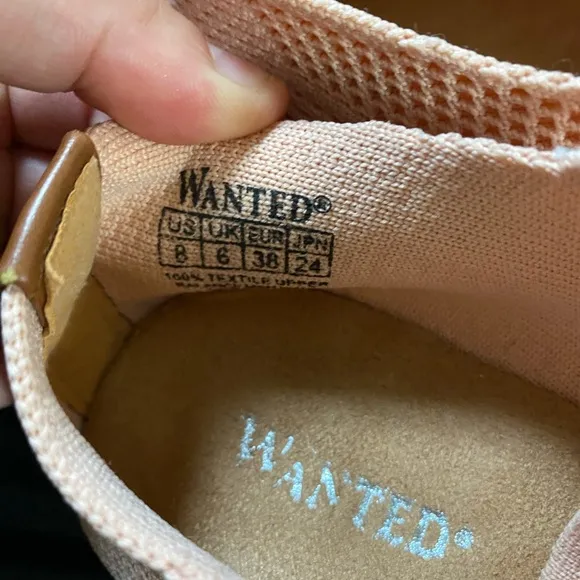 WANTED®
US UK EUR JPN
8 6 38 24
100% TEXTILE UPPER
WANTED®